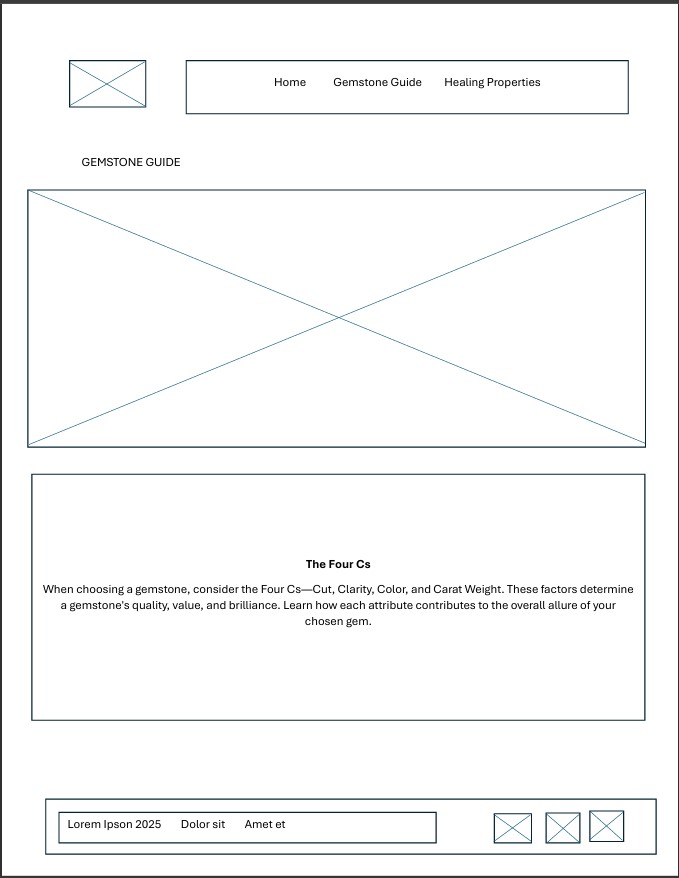 Home Gemstone Guide Healing Properties
GEMSTONE GUIDE
The Four Cs
When choosing a gemstone, consider the Four Cs—Cut, Clarity, Color, and Carat Weight. These factors determine
a gemstone's quality, value, and brilliance. Learn how each attribute contributes to the overall allure of your
chosen gem.
Lorem Ipson 2025 Dolor sit Amet et